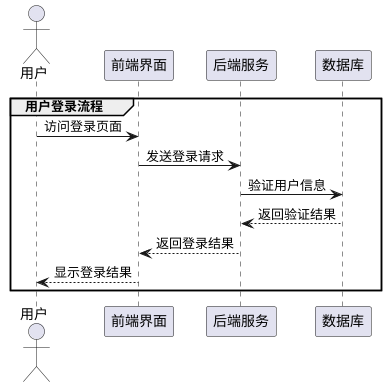 用户
前端界面
后端服务
数据库
用户登录流程
访问登录页面
发送登录请求
验证用户信息
返回验证结果
返回登录结果
显示登录结果
用户
前端界面
后端服务
数据库